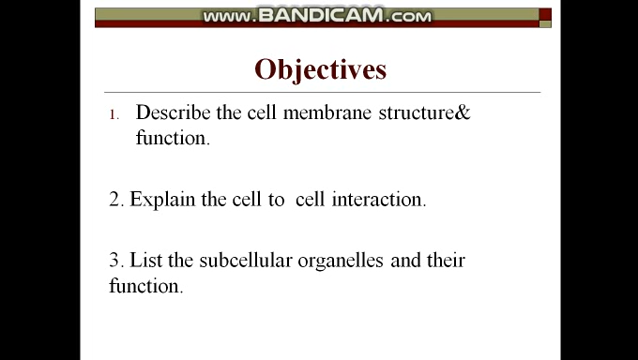 www.BANDICAM.com
Objectives
1. Describe the cell membrane structure&
function.
2. Explain the cell to cell interaction.
3. List the subcellular organelles and their
function.